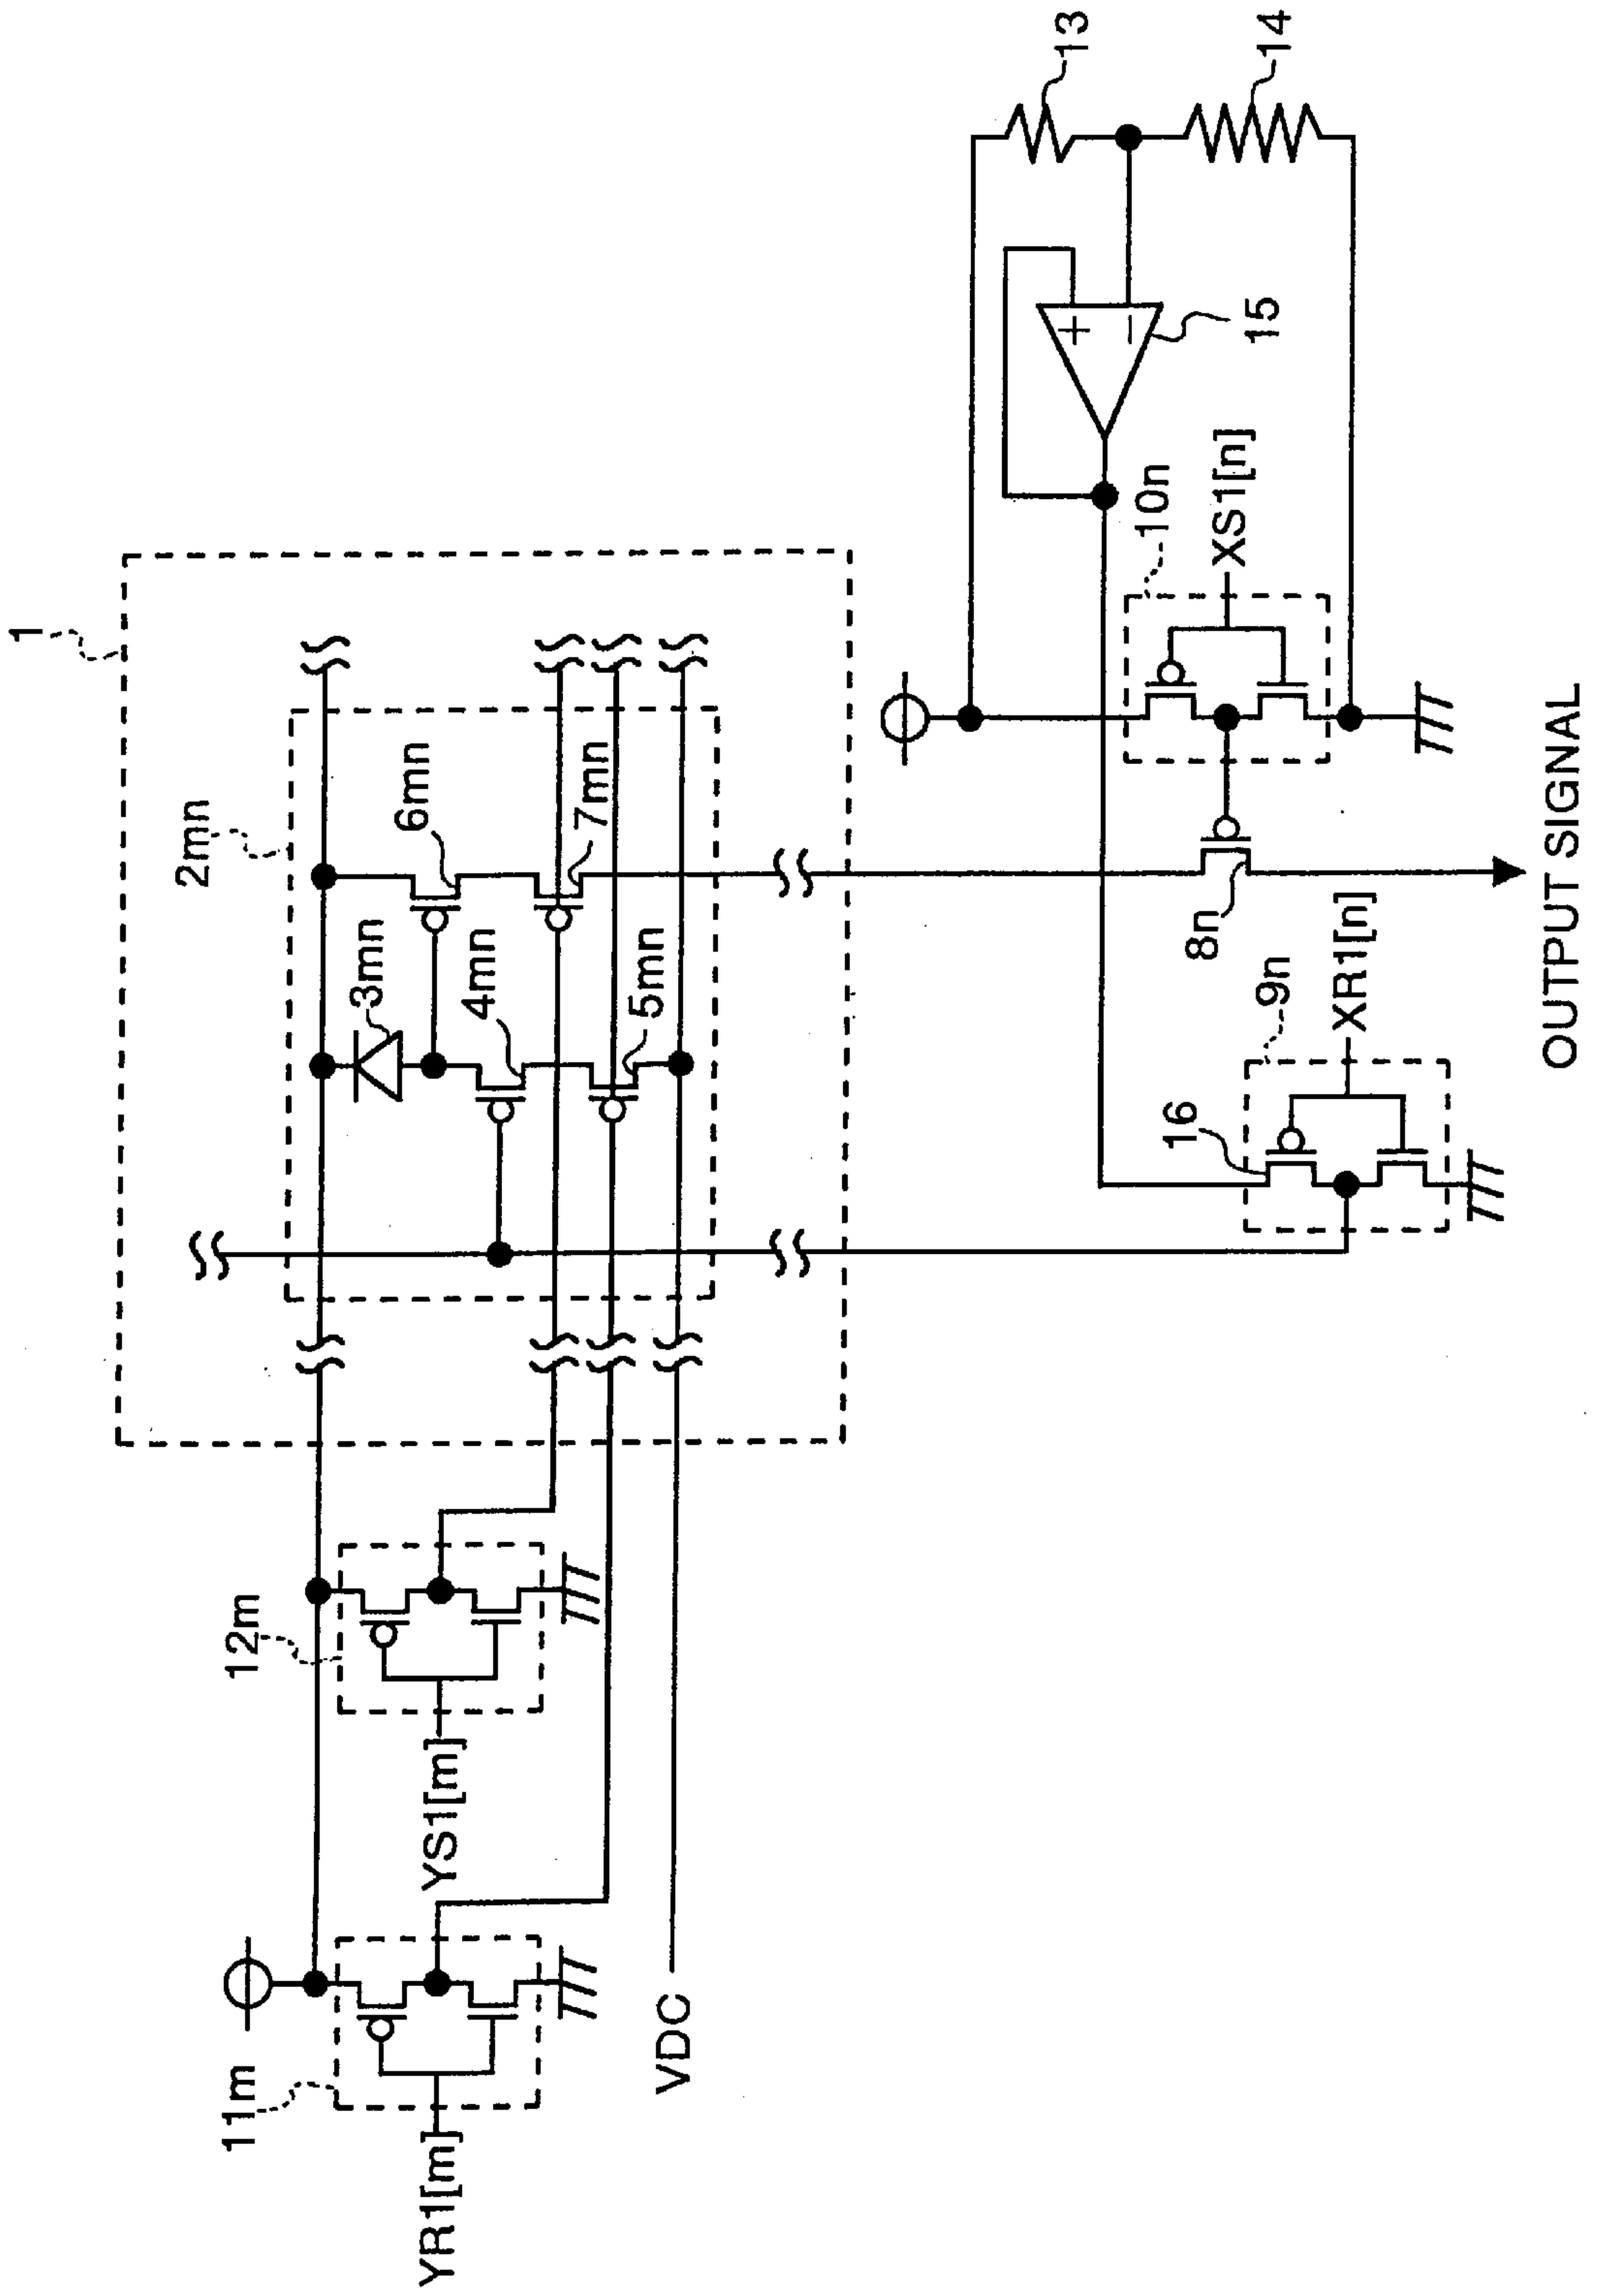 1
2mn
6mn
3mn
7mn
4mn
5mn
11m
12m
YR1[m]
YS1[m]
VDC
13
14
+
−
15
10n
XS1[n]
8n
9n
16
XR1[n]
OUTPUT SIGNAL